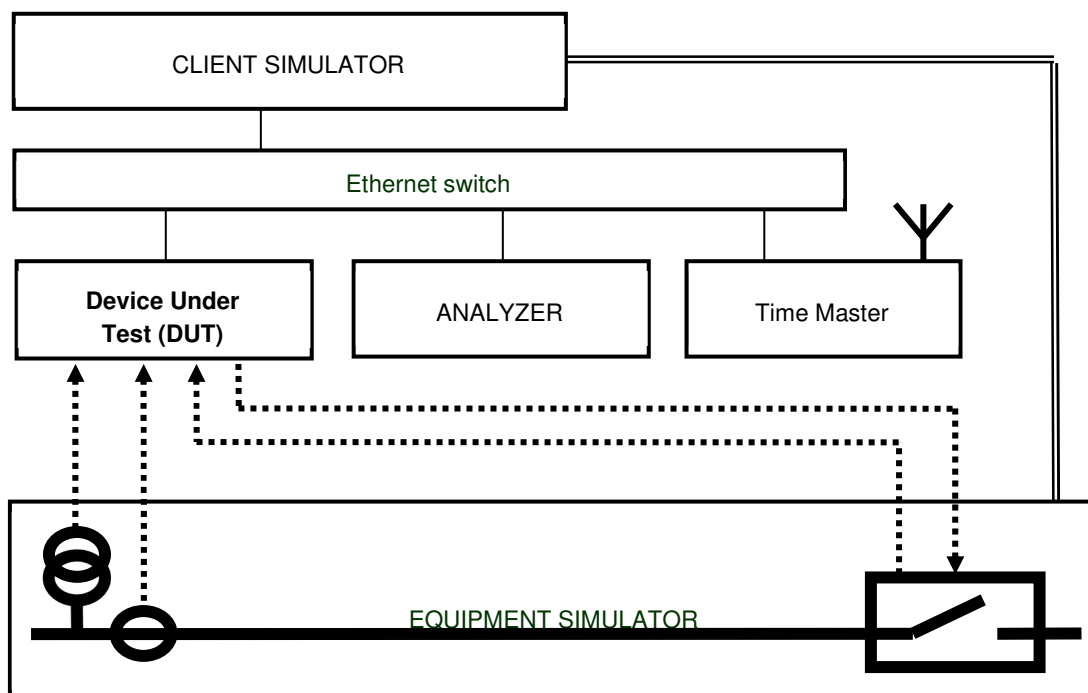 CLIENT SIMULATOR
Ethernet switch
Device Under
Test (DUT)
ANALYZER
Time Master
EQUIPMENT SIMULATOR